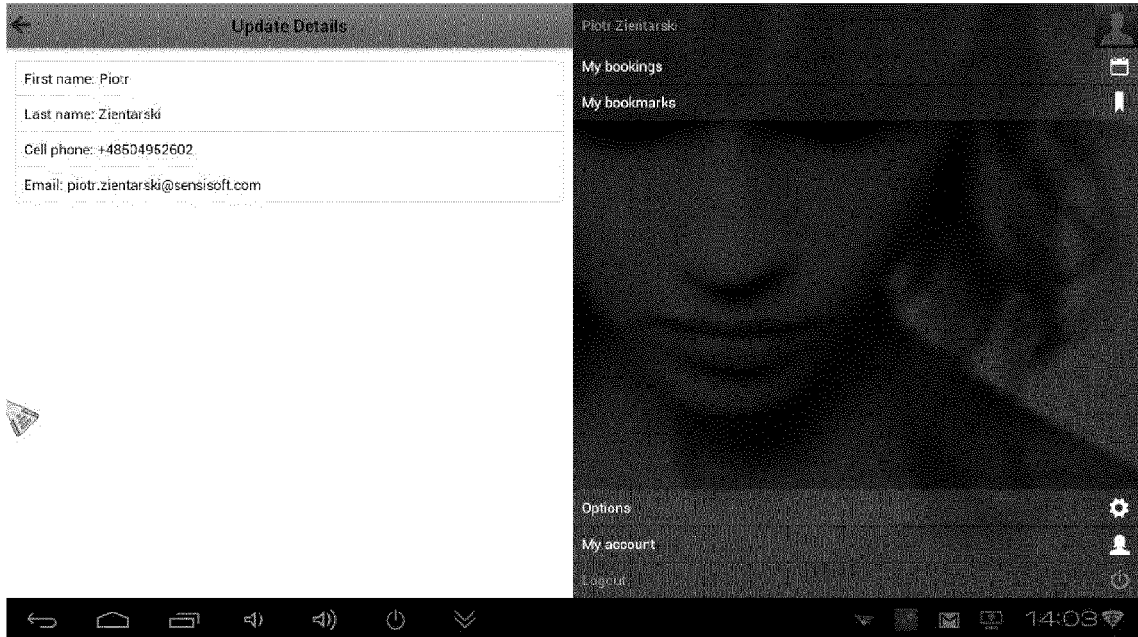 Update Details
First name: Piotr
Last name: Zientarski
Cell phone: +48504952602
Email: piotr.zientarski@sensisoft.com
Piotr Zientarski
My bookings
My bookmarks
Options
My account
Logout
14:03